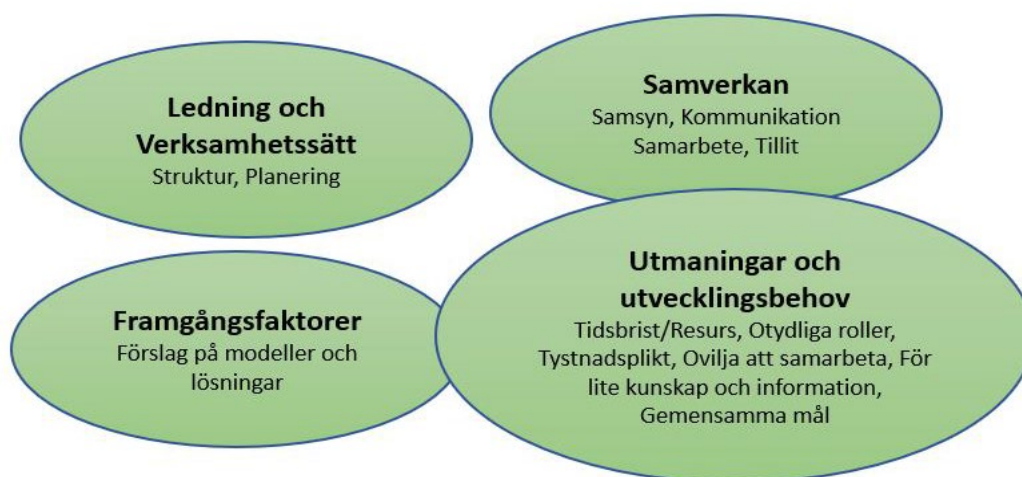 Ledning och
Verksamhetssätt
Struktur, Planering
Samverkan
Samsyn, Kommunikation
Samarbete, Tillit
Framgångsfaktorer
Förslag på modeller och
lösningar
Utmaningar och
utvecklingsbehov
Tidsbrist/Resurs, Otydliga roller,
Tystnadsplikt, Ovilja att samarbeta, För
lite kunskap och information,
Gemensamma mål